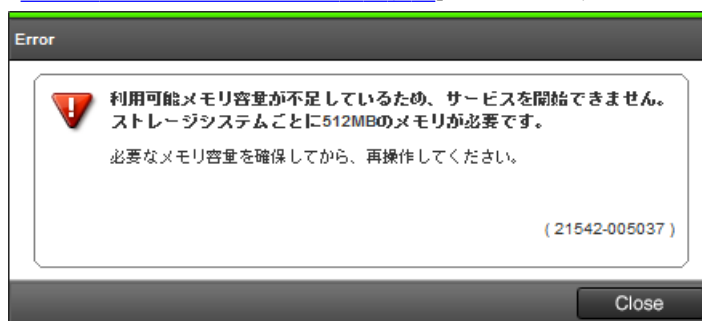 Error
利用可能メモリ容量が不足しているため、サービスを開始できません。
ストレージシステムごとに512MBのメモリが必要です。
必要なメモリ容量を確保してから、再操作してください。
( 21542-005037 )
Close